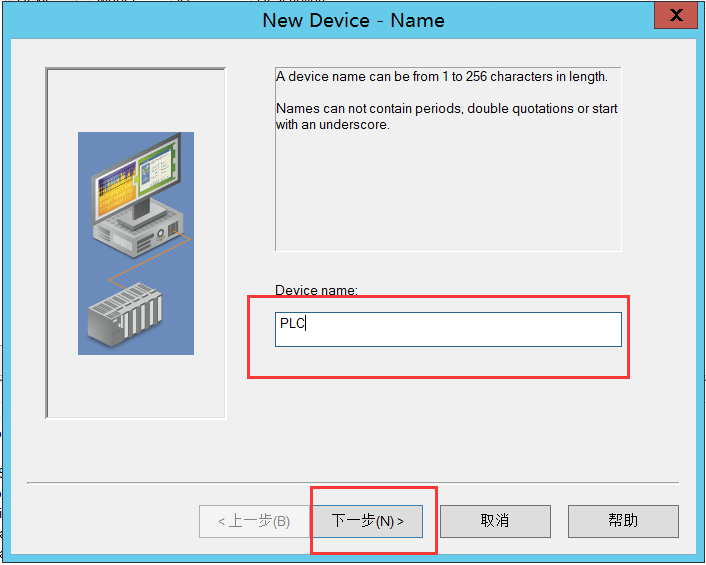 New Device - Name
X
A device name can be from 1 to 256 characters in length.
Names can not contain periods, double quotations or start
with an underscore.
Device name:
PLC
< 上一步(B)
下一步(N) >
取消
帮助